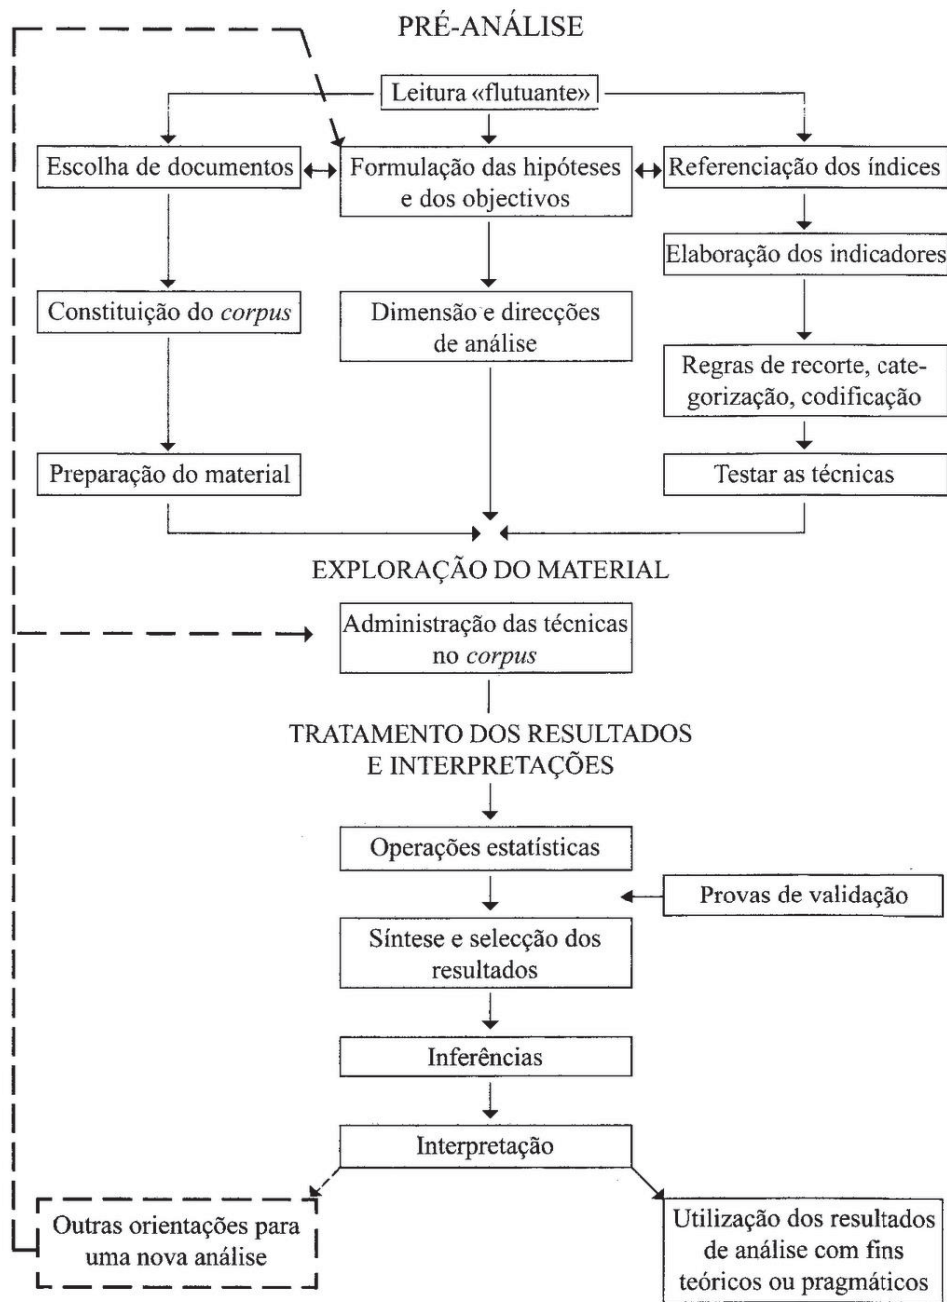 PRÉ-ANÁLISE
Leitura «flutuante»
Escolha de documentos
Formulação das hipóteses
e dos objectivos
Referenciação dos índices
Elaboração dos indicadores
Constituição do corpus
Dimensão e direcções
de análise
Regras de recorte, cate-
gorização, codificação
Preparação do material
Testar as técnicas
EXPLORAÇÃO DO MATERIAL
Administração das técnicas
no corpus
TRATAMENTO DOS RESULTADOS
E INTERPRETAÇÕES
Operações estatísticas
Provas de validação
Síntese e selecção dos
resultados
Inferências
Interpretação
Outras orientações para
uma nova análise
Utilização dos resultados
de análise com fins
teóricos ou pragmáticos